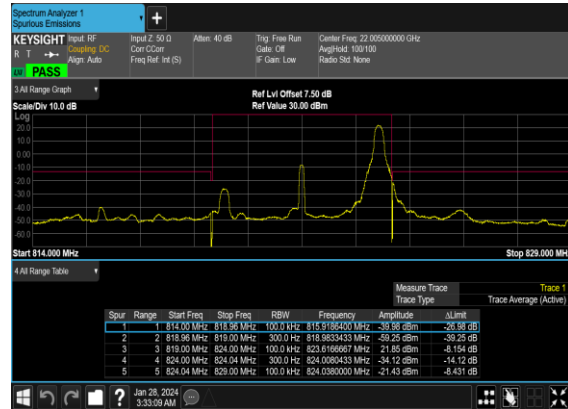 Spectrum Analyzer 1
Spurious Emissions
+
KEYSIGHT Input: RF Input Z: 50 Ω Atten: 40 dB Trig: Free Run Center Freq: 22.005000000 GHz
R T Coupling: DC Corr CCorr Gate: Off Avg|Hold: 100/100
Align: Auto Freq Ref: Int (S) IF Gain: Low Radio Std: None
LW PASS
3 All Range Graph Ref Lvl Offset 7.50 dB
Scale/Div 10.0 dB Ref Value 30.00 dBm
Log
20.0
10.0
0.00
-10.0
-20.0
-30.0
-40.0
-50.0
-60.0
Start 814.000 MHz Stop 829.000 MH
4 All Range Table
Measure Trace Trace 1
Trace Type Trace Average (Active)
Spur Range Start Freq Stop Freq RBW Frequency Amplitude ΔLimit
1 1 814.00 MHz 818.96 MHz 100.0 kHz 815.9186400 MHz -39.98 dBm -26.98 dB
2 2 818.96 MHz 819.00 MHz 300.0 Hz 818.9833433 MHz -59.25 dBm -39.25 dB
3 3 819.00 MHz 824.00 MHz 100.0 kHz 823.6166667 MHz 21.85 dBm -8.154 dB
4 4 824.00 MHz 824.04 MHz 300.0 Hz 824.0080433 MHz -34.12 dBm -14.12 dB
5 5 824.04 MHz 829.00 MHz 100.0 kHz 824.0380000 MHz -21.43 dBm -8.431 dB
? Jan 28, 2024
3:33:09 AM